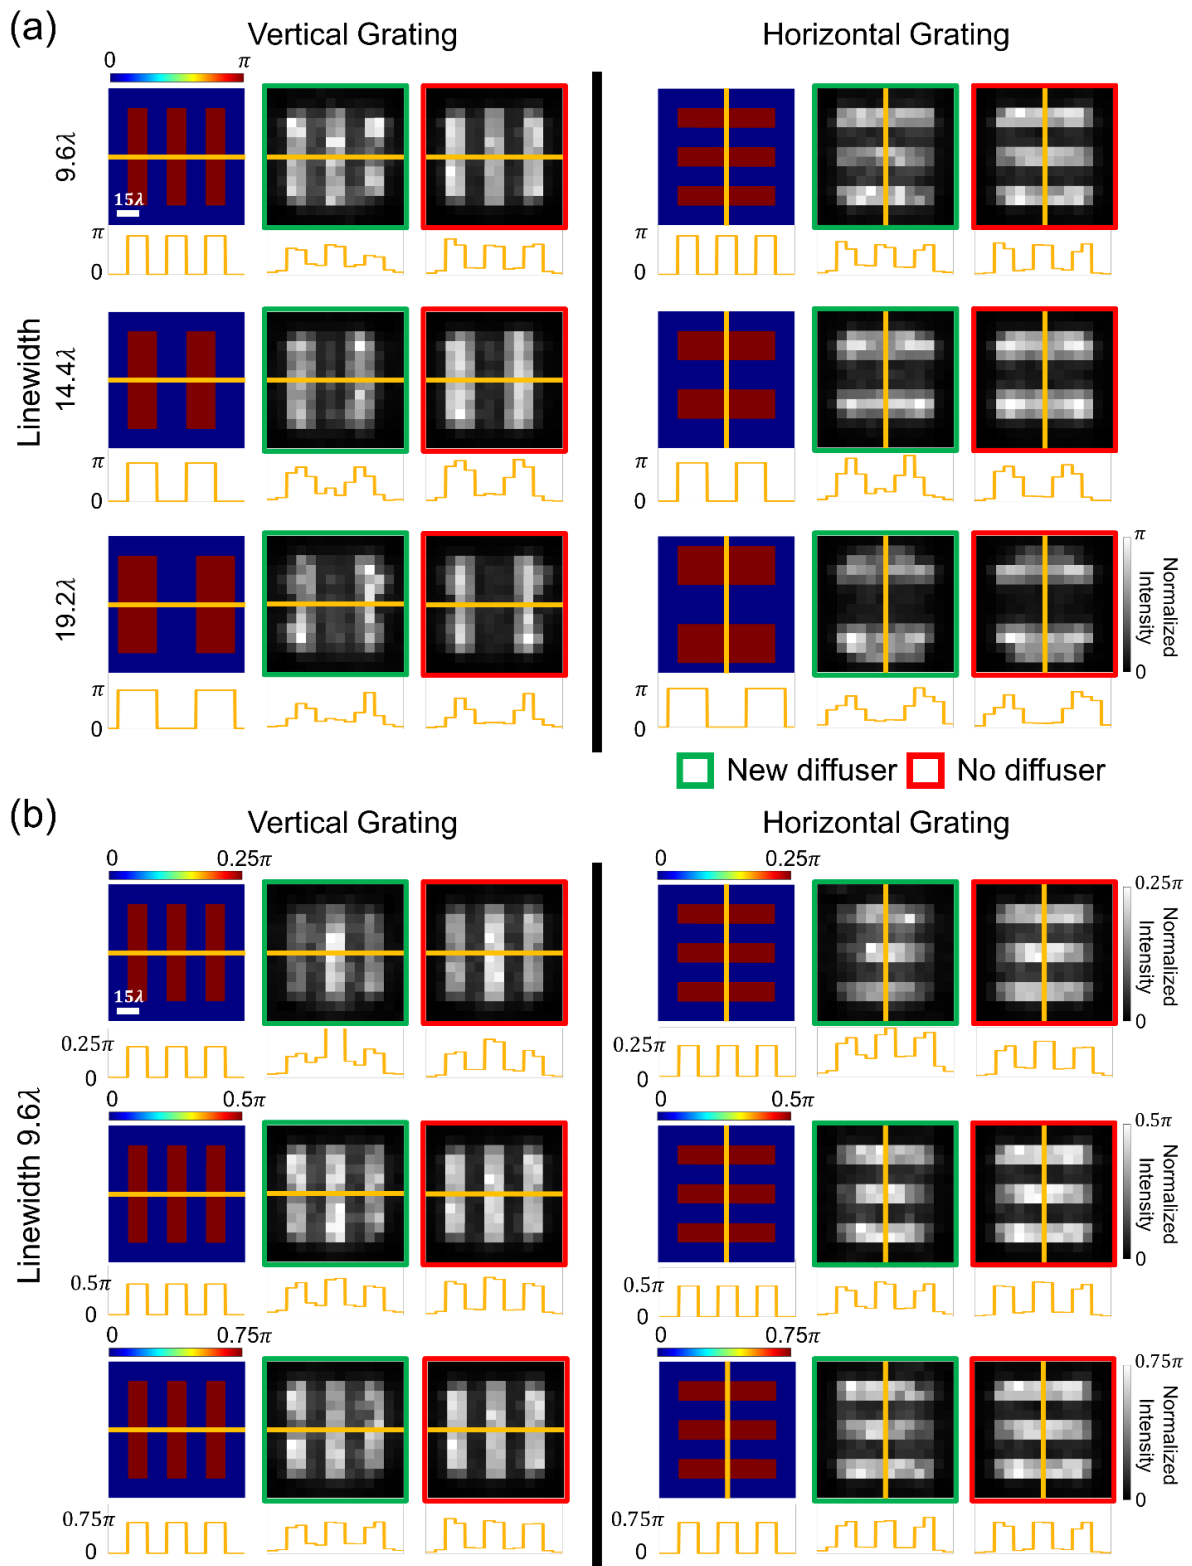 (a)
Vertical Grating
Horizontal Grating
0 π
9.6λ
15λ
π
0
π
0
Linewidth
14.4λ
π
0
π
0
19.2λ
π
0
Normalized
Intensity
π
0
π
0
New diffuser
No diffuser
(b)
Vertical Grating
Horizontal Grating
0 0.25π
0 0.25π
15λ
0.25π
0
Normalized
Intensity
0.25π
0
0.25π
0
Linewidth 9.6λ
0 0.5π
0 0.5π
0.5π
0
Normalized
Intensity
0.5π
0
0.5π
0
0 0.75π
0 0.75π
0.75π
0
Normalized
Intensity
0.75π
0
0.75π
0